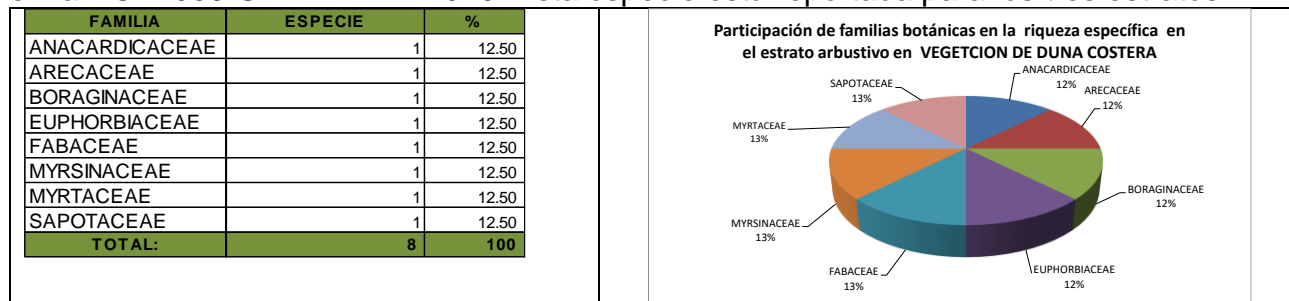 FAMILIA ESPECIE %
ANACARDICACEAE 1 12.50
ARECACEAE 1 12.50
BORAGINACEAE 1 12.50
EUPHORBIACEAE 1 12.50
FABACEAE 1 12.50
MYRSINACEAE 1 12.50
MYRTACEAE 1 12.50
SAPOTACEAE 1 12.50
TOTAL: 8 100
Participación de familias botánicas en la riqueza específica en
el estrato arbustivo en VEGETCION DE DUNA COSTERA
ANACARDICACEAE
12%
ARECACEAE
12%
BORAGINACEAE
12%
EUPHORBIACEAE
12%
FABACEAE
13%
MYRSINACEAE
13%
MYRTACEAE
13%
SAPOTACEAE
13%